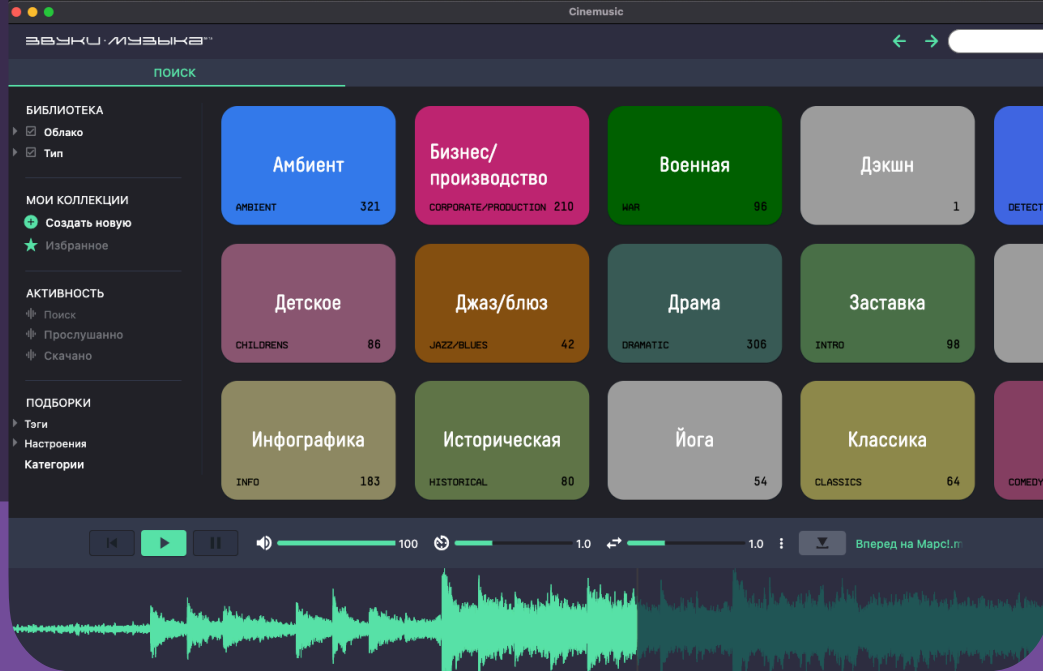 Cinemusic
ЗВУКИ·МУЗЫКА
ПОИСК
БИБЛИОТЕКА
Облако
Тип
МОИ КОЛЛЕКЦИИ
Создать новую
Избранное
АКТИВНОСТЬ
Поиск
Прослушанно
Скачано
ПОДБОРКИ
Тэги
Настроения
Категории
Амбиент
AMBIENT 321
Бизнес/
производство
CORPORATE/PRODUCTION 210
Военная
WAR 96
Дэкшн
1
DETECT
Детское
CHILDRENS 86
Джаз/блюз
JAZZ/BLUES 42
Драма
DRAMATIC 306
Заставка
INTRO 98
Инфографика
INFO 183
Историческая
HISTORICAL 80
Йога
54
Классика
CLASSICS 64
COMEDY
100
1.0
1.0
Вперед на Марс!.m